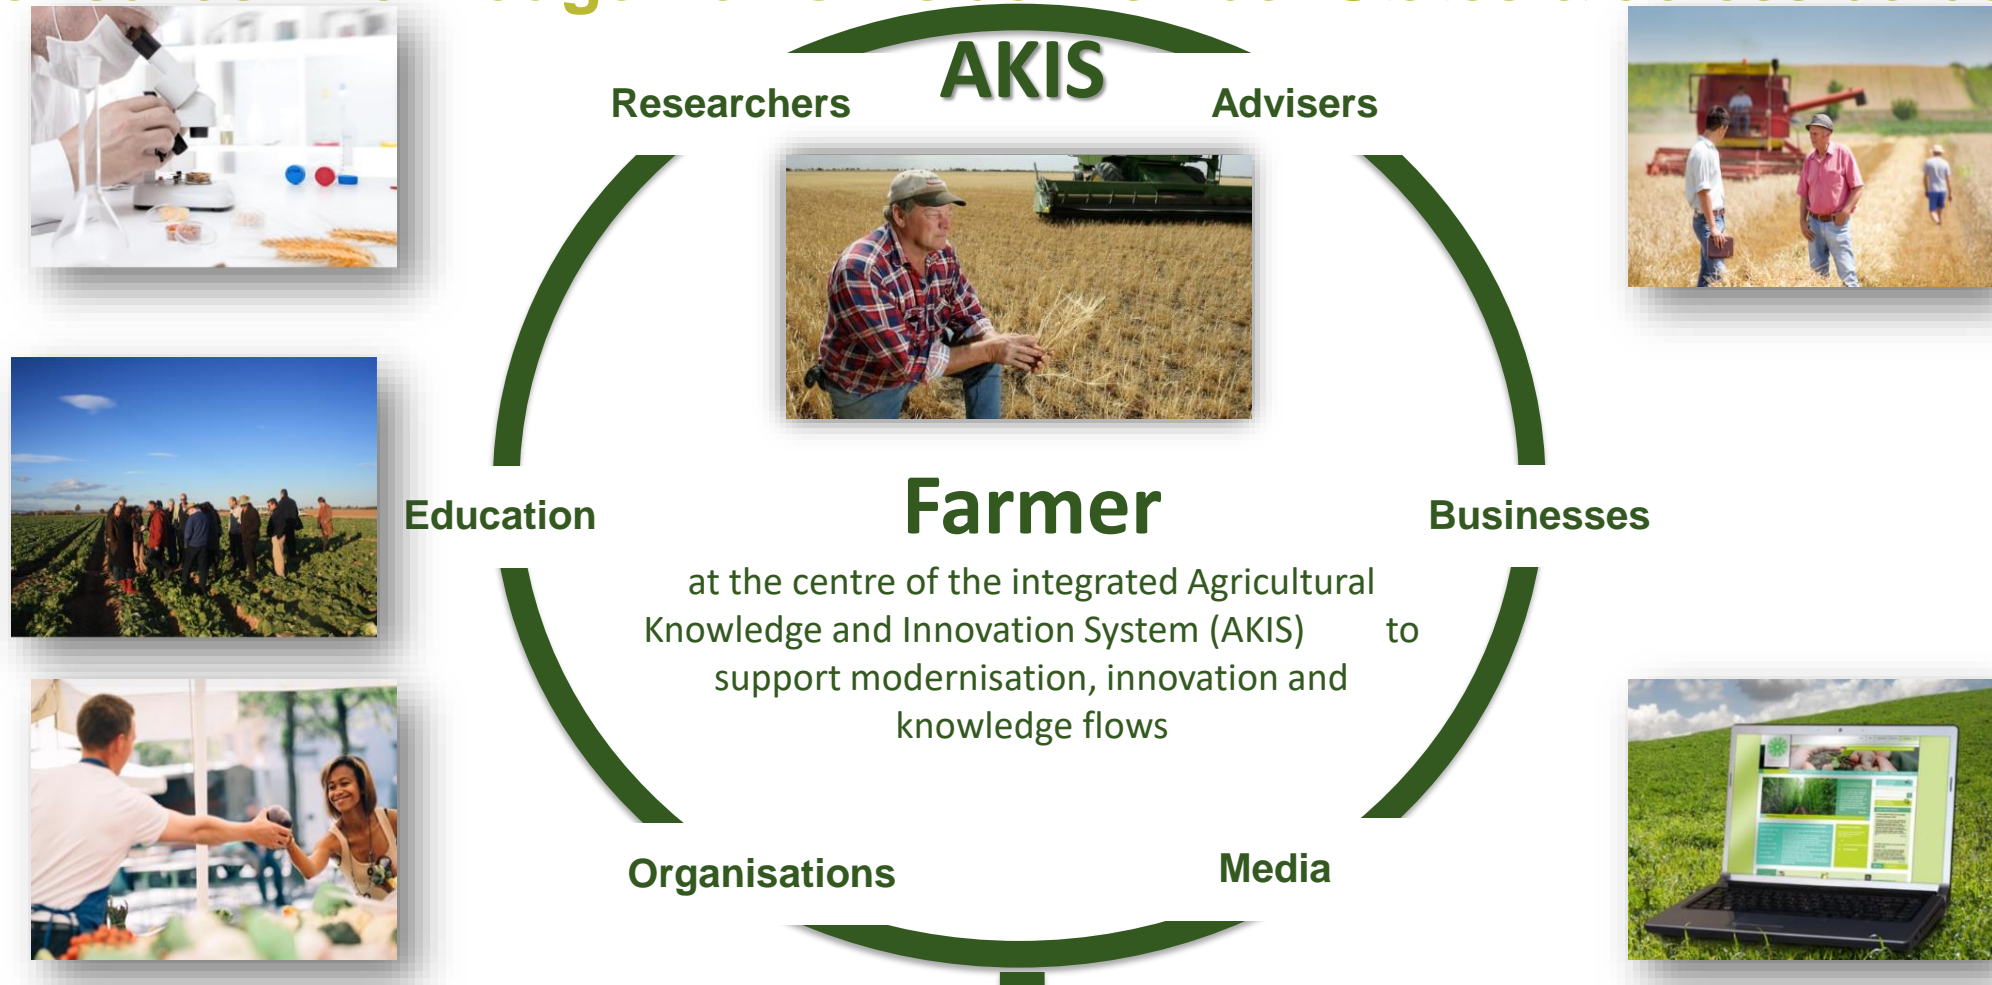 AKIS
Researchers
Advisers
Farmer
Education
Businesses
at the centre of the integrated Agricultural
Knowledge and Innovation System (AKIS) to
support modernisation, innovation and
knowledge flows
Organisations
Media